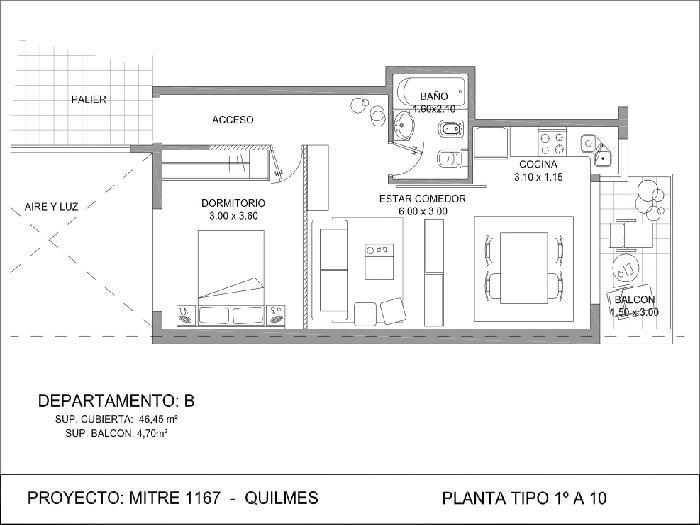 PALIER
ACCESO
BAÑO
1.60x2.10
COCINA
3.10 x 1.15
AIRE Y LUZ
DORMITORIO
3.00 x 3.60
ESTAR COMEDOR
6.00 x 3.00
BALCON
1.50 x 3.00
DEPARTAMENTO: B
SUP. CUBIERTA: 46,45 m²
SUP. BALCON: 4,70m²
PROYECTO: MITRE 1167 - QUILMES
PLANTA TIPO 1º A 10